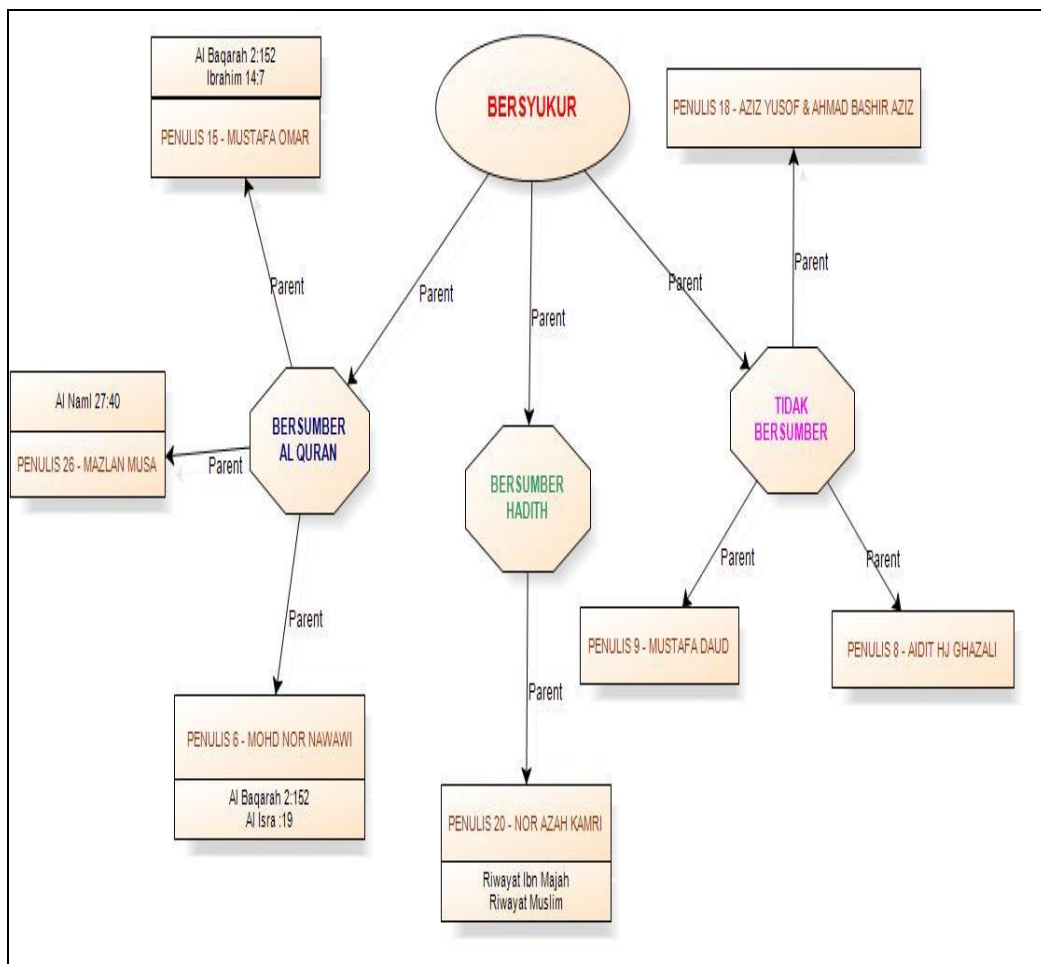 Al Baqarah 2:152
Ibrahim 14:7
PENULIS 15 - MUSTAFA OMAR
BERSYUKUR
PENULIS 18 - AZIZ YUSOF & AHMAD BASHIR AZIZ
Parent
Parent
Parent
Parent
Parent
Al Naml 27:40
PENULIS 26 - MAZLAN MUSA
Parent
BERSUMBER
AL QURAN
BERSUMBER
HADITH
TIDAK
BERSUMBER
Parent
Parent
Parent
Parent
PENULIS 9 - MUSTAFA DAUD
PENULIS 8 - AIDIT HJ GHAZALI
PENULIS 6 - MOHD NOR NAWAWI
Al Baqarah 2:152
Al Isra :19
PENULIS 20 - NOR AZAH KAMRI
Riwayat Ibn Majah
Riwayat Muslim